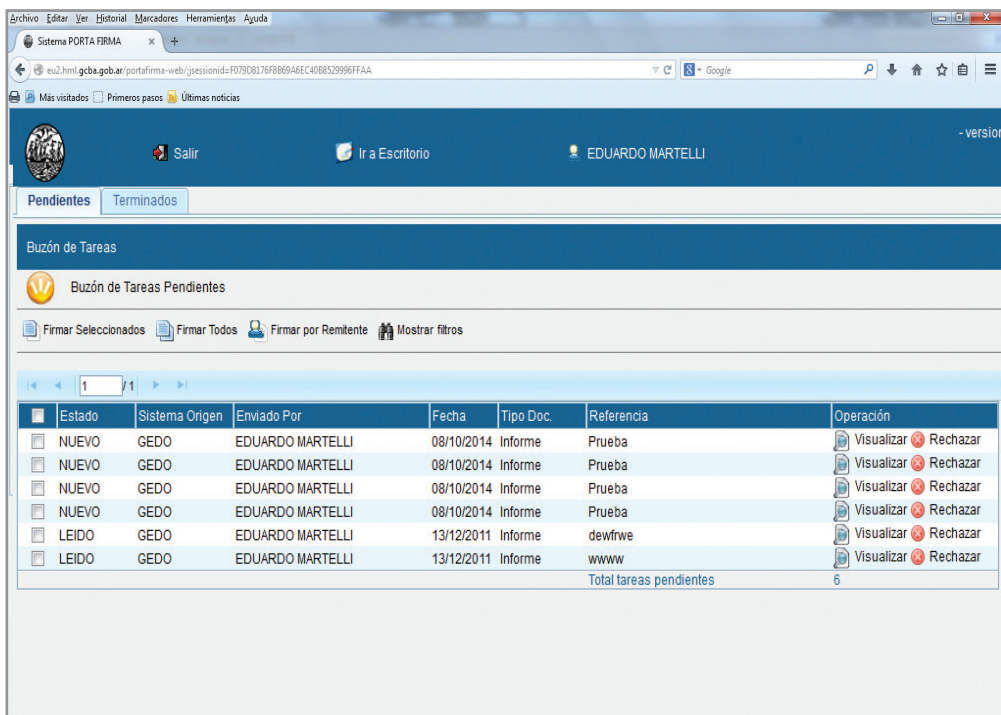 Archivo Editar Ver Historial Marcadores Herramientas Ayuda
Sistema PORTA FIRMA × +
eu2.hml.gcba.gob.ar/portafirma-web/;jsessionid=F079D8176F8B69A6EC40B8529996FFAA 8 Google
Más visitados Primeros pasos Últimas noticias
- version
Salir Ir a Escritorio EDUARDO MARTELLI
Pendientes Terminados
Buzón de Tareas
Buzón de Tareas Pendientes
Firmar Seleccionados Firmar Todos Firmar por Remitente Mostrar filtros
1 / 1
Estado Sistema Origen Enviado Por Fecha Tipo Doc. Referencia Operación
NUEVO GEDO EDUARDO MARTELLI 08/10/2014 Informe Prueba Visualizar Rechazar
NUEVO GEDO EDUARDO MARTELLI 08/10/2014 Informe Prueba Visualizar Rechazar
NUEVO GEDO EDUARDO MARTELLI 08/10/2014 Informe Prueba Visualizar Rechazar
NUEVO GEDO EDUARDO MARTELLI 08/10/2014 Informe Prueba Visualizar Rechazar
LEIDO GEDO EDUARDO MARTELLI 13/12/2011 Informe dewfrwe Visualizar Rechazar
LEIDO GEDO EDUARDO MARTELLI 13/12/2011 Informe wwww Visualizar Rechazar
Total tareas pendientes 6